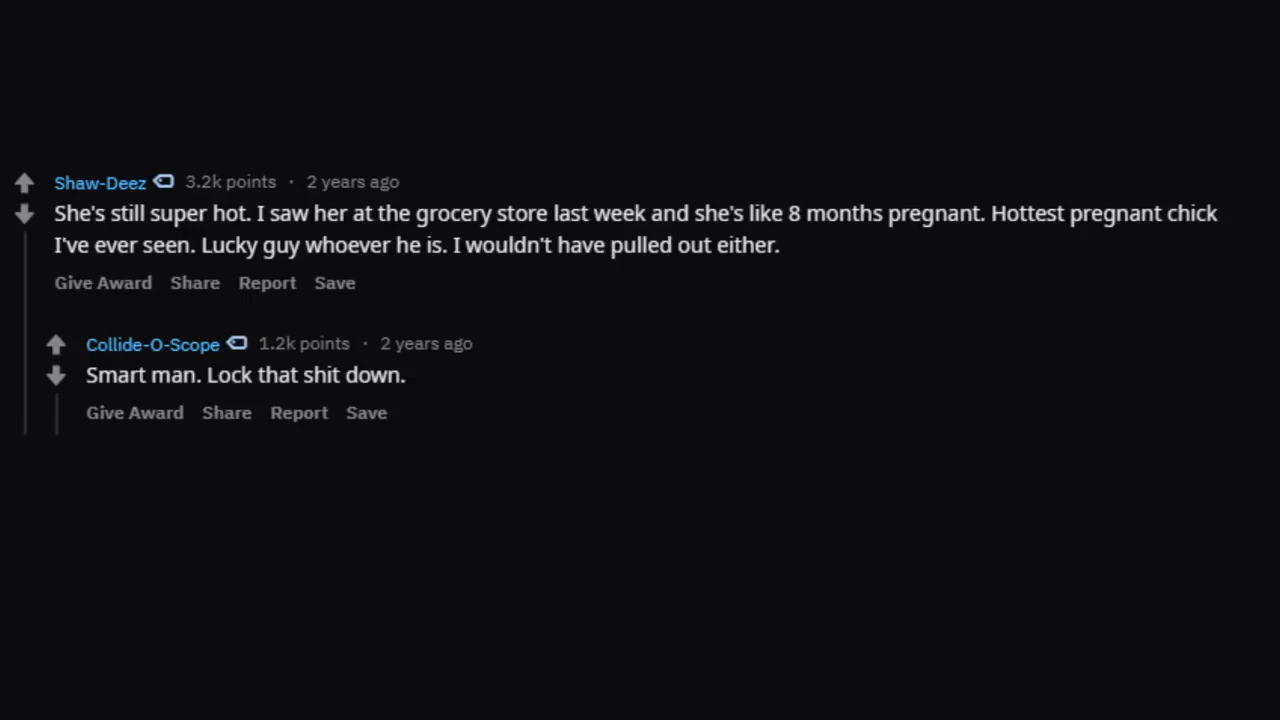 Shaw-Deez 3.2k points · 2 years ago
She's still super hot. I saw her at the grocery store last week and she's like 8 months pregnant. Hottest pregnant chick
I've ever seen. Lucky guy whoever he is. I wouldn't have pulled out either.
Give Award Share Report Save
Collide-O-Scope 1.2k points · 2 years ago
Smart man. Lock that shit down.
Give Award Share Report Save